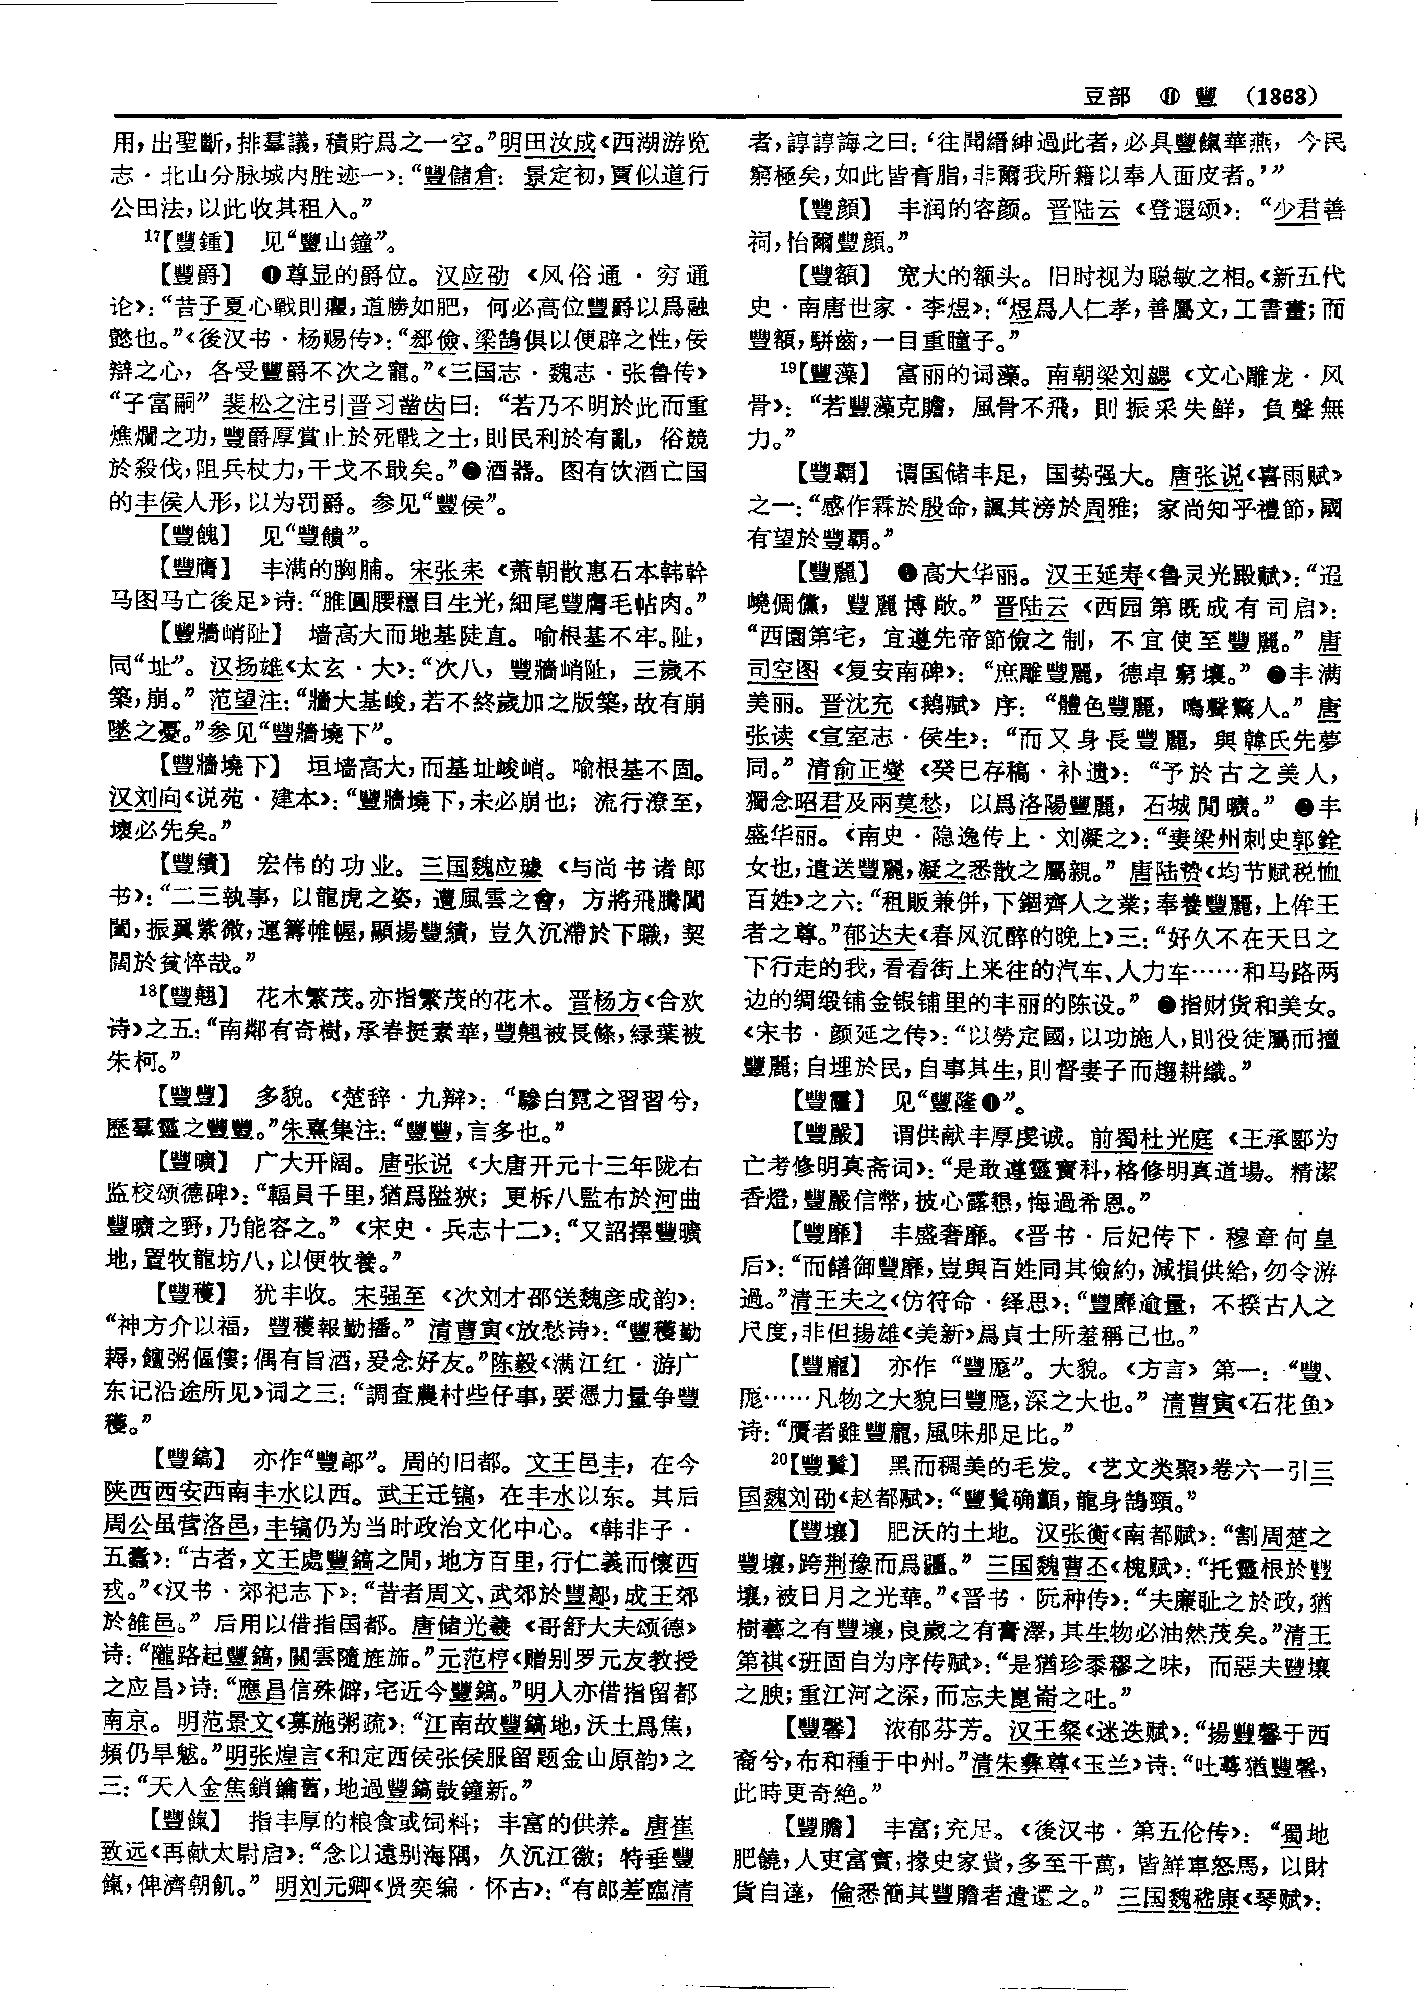 豆部 ⑪ 豐 (1363)
用,出聖斷,排羣議,積貯爲之一空。”明田汝成《西湖游览
志·北山分脉城内胜迹一》:“豐儲倉:景定初,賈似道行
公田法,以此收其租入。”
17【豐鍾】 见“豐山鐘”。
【豐爵】 ❶尊显的爵位。汉应劭《风俗通·穷通
论》:“昔子夏心戰則癯,道勝如肥,何必高位豐爵以爲融
懿也。”《後汉书·杨赐传》:“郄儉、梁鵠俱以便辟之性,佞
辯之心,各受豐爵不次之寵。”《三国志·魏志·张鲁传》
“子富嗣”裴松之注引晋习凿齿曰:“若乃不明於此而重
燋爛之功,豐爵厚賞止於死戰之士,則民利於有亂,俗競
於殺伐,阻兵杖力,干戈不戢矣。”❷酒器。图有饮酒亡国
的丰侯人形,以为罚爵。参见“豐侯”。
【豐餽】 见“豐饋”。
【豐膺】 丰满的胸脯。宋张耒《萧朝散惠石本韩幹
马图马亡後足》诗:“脽圓腰穩目生光,細尾豐膺毛帖肉。”
【豐牆峭阯】 墙高大而地基陡直。喻根基不牢。阯,
同“址”。汉扬雄《太玄·大》:“次八,豐牆峭阯,三歲不
築,崩。”范望注:“牆大基峻,若不終歲加之版築,故有崩
墜之憂。”参见“豐牆墝下”。
【豐牆墝下】 垣墙高大,而基址峻峭。喻根基不固。
汉刘向《说苑·建本》:“豐牆墝下,未必崩也;流行潦至,
壞必先矣。”
【豐績】 宏伟的功业。三国魏应璩《与尚书诸郎
书》:“二三執事,以龍虎之姿,遭風雲之會,方將飛騰閶
闔,振翼紫微,運籌帷幄,顯揚豐績,豈久沉滯於下職,契
闊於貧悴哉。”
18【豐翹】 花木繁茂。亦指繁茂的花木。晋杨方《合欢
诗》之五:“南鄰有奇樹,承春挺素華,豐翹被長條,緑葉被
朱柯。”
【豐豐】 多貌。《楚辞·九辩》:“驂白霓之習習兮,
歷羣靈之豐豐。”朱熹集注:“豐豐,言多也。”
【豐曠】 广大开阔。唐张说《大唐开元十三年陇右
监校颂德碑》:“輻員千里,猶爲隘狹;更柝八監布於河曲
豐曠之野,乃能容之。”《宋史·兵志十二》:“又詔擇豐曠
地,置牧龍坊八,以便牧養。”
【豐穫】 犹丰收。宋强至《次刘才邵送魏彦成韵》:
“神方介以福,豐穫報勤播。”清曹寅《放愁诗》:“豐穫勤
耨,饘粥傴僂;偶有旨酒,爰念好友。”陈毅《满江红·游广
东记沿途所见》词之三:“調查農村些仔事,要憑力量争豐
穫。”
【豐鎬】 亦作“豐鄗”。周的旧都。文王邑丰,在今
陕西西安西南丰水以西。武王迁镐,在丰水以东。其后
周公虽营洛邑,丰镐仍为当时政治文化中心。《韩非子·
五蠹》:“古者,文王處豐鎬之閒,地方百里,行仁義而懷西
戎。”《汉书·郊祀志下》:“昔者周文、武郊於豐鄗,成王郊
於雒邑。”后用以借指国都。唐储光羲《哥舒大夫颂德》
诗:“隴路起豐鎬,關雲隨旌旆。”元范梈《赠别罗元友教授
之应昌》诗:“應昌信殊僻,宅近今豐鎬。”明人亦借指留都
南京。明范景文《募施粥疏》:“江南故豐鎬地,沃土爲焦,
頻仍旱魃。”明张煌言《和定西侯张侯服留题金山原韵》之
三:“天入金焦鎖鑰舊,地過豐鎬鼓鐘新。”
【豐餼】 指丰厚的粮食或饲料;丰富的供养。唐崔
致远《再献太尉启》:“念以遠别海隅,久沉江徼;特垂豐
餼,俾濟朝飢。”明刘元卿《贤奕编·怀古》:“有郎差臨清
者,諄諄誨之曰:‘往聞縉紳過此者,必具豐餼華燕,今民
窮極矣,如此皆膏脂,非爾我所藉以奉人面皮者。’”
【豐顔】 丰润的容颜。晋陆云《登遐颂》:“少君善
祠,怡爾豐顔。”
【豐額】 宽大的额头。旧时视为聪敏之相。《新五代
史·南唐世家·李煜》:“煜爲人仁孝,善屬文,工書畫;而
豐額,駢齒,一目重瞳子。”
19【豐藻】 富丽的词藻。南朝梁刘勰《文心雕龙·风
骨》:“若豐藻克贍,風骨不飛,則振采失鮮,負聲無
力。”
【豐霸】 谓国储丰足,国势强大。唐张说《喜雨赋》
之一:“感作霖於殷命,諷其滂於周雅;家尚知乎禮節,國
有望於豐霸。”
【豐麗】 ❶高大华丽。汉王延寿《鲁灵光殿赋》:“迢
嶢倜儻,豐麗博敞。”晋陆云《西园第既成有司启》:
“西園第宅,宜遵先帝節儉之制,不宜使至豐麗。”唐
司空图《复安南碑》:“庶雕豐麗,德卓窮壤。”❷丰满
美丽。晋沈充《鹅赋》序:“體色豐麗,鳴聲驚人。”唐
张读《宣室志·侯生》:“而又身長豐麗,與韓氏先夢
同。”清俞正燮《癸巳存稿·补遗》:“予於古之美人,
獨念昭君及兩莫愁,以爲洛陽豐麗,石城閒曠。”❸丰
盛华丽。《南史·隐逸传上·刘凝之》:“妻梁州刺史郭銓
女也,遣送豐麗,凝之悉散之屬親。”唐陆贽《均节赋税恤
百姓》之六:“租販兼併,下錮齊人之業;奉養豐麗,上侔王
者之尊。”郁达夫《春风沉醉的晚上》三:“好久不在天日之
下行走的我,看看街上来往的汽车、人力车……和马路两
边的绸缎铺金银铺里的丰丽的陈设。”❹指财货和美女。
《宋书·颜延之传》:“以勞定國,以功施人,則役徒屬而擅
豐麗;自埋於民,自事其生,則督妻子而趨耕織。”
【豐霳】 见“豐隆❶”。
【豐嚴】 谓供献丰厚虔诚。前蜀杜光庭《王承郾为
亡考修明真斋词》:“是敢遵靈寶科,格修明真道場。精潔
香燈,豐嚴信幣,披心露懇,悔過希恩。”
【豐靡】 丰盛奢靡。《晋书·后妃传下·穆章何皇
后》:“而饍御豐靡,豈與百姓同其儉約,減損供給,勿令游
過。”清王夫之《仿符命·绎思》:“豐靡逾量,不揆古人之
尺度,非但揚雄《美新》爲貞士所羞稱已也。”
【豐龐】 亦作“豐厖”。大貌。《方言》第一:“豐、
厖……凡物之大貌曰豐厖,深之大也。”清曹寅《石花鱼》
诗:“贋者雖豐龐,風味那足比。”
20【豐鬒】 黑而稠美的毛发。《艺文类聚》卷六一引三
国魏刘劭《赵都赋》:“豐鬒确顱,龍身鵠頸。”
【豐壤】 肥沃的土地。汉张衡《南都赋》:“割周楚之
豐壤,跨荆豫而爲疆。”三国魏曹丕《槐赋》:“托靈根於豐
壤,被日月之光華。”《晋书·阮种传》:“夫廉耻之於政,猶
樹藝之有豐壤,良歲之有膏澤,其生物必油然茂矣。”清王
第祺《班固自为序传赋》:“是猶珍黍穋之味,而惡夫豐壤
之腴;重江河之深,而忘夫崑崙之吐。”
【豐馨】 浓郁芬芳。汉王粲《迷迭赋》:“揚豐馨于西
裔兮,布和種于中州。”清朱彝尊《玉兰》诗:“吐萼猶豐馨,
此時更奇絶。”
【豐贍】 丰富;充足。《後汉书·第五伦传》:“蜀地
肥饒,人吏富實,掾史家貲,多至千萬,皆鮮車怒馬,以財
貨自達,倫悉簡其豐贍者遣還之。”三国魏嵇康《琴赋》: